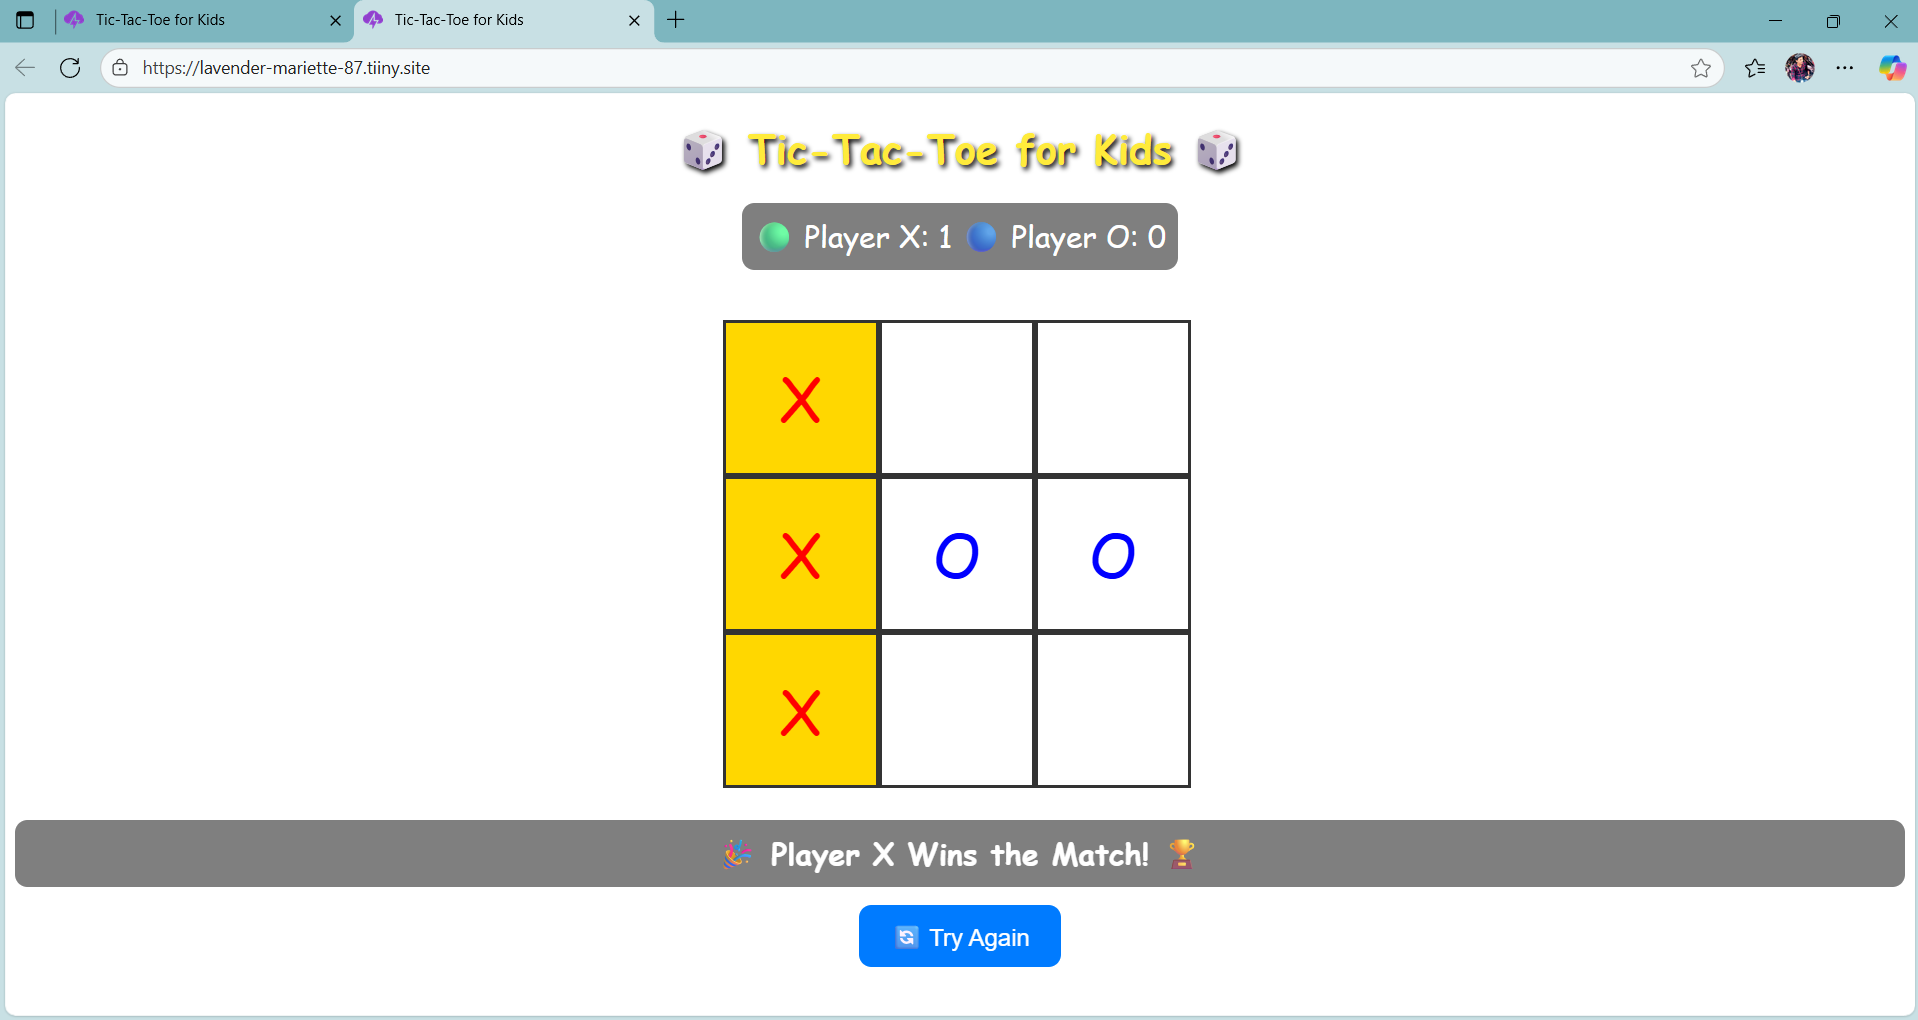 Tic-Tac-Toe for Kids Tic-Tac-Toe for Kids
https://lavender-mariette-87.tiiny.site
🎲 Tic-Tac-Toe for Kids 🎲
🟢 Player X: 1 🔵 Player O: 0
X
X O O
X
🎉 Player X Wins the Match! 🏆
🔄 Try Again